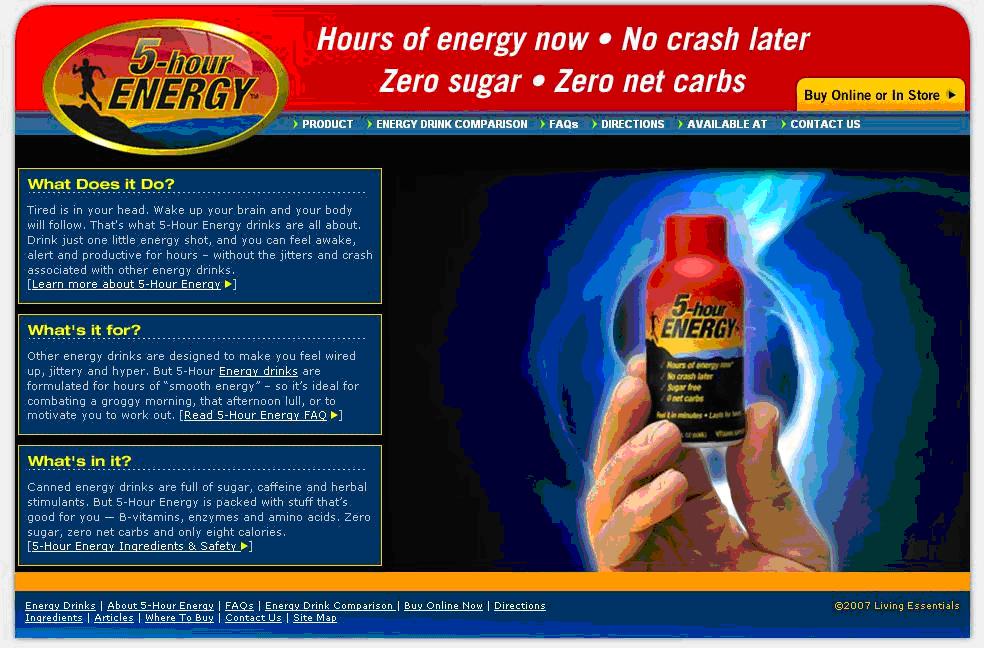 5-hour
ENERGY™
Hours of energy now • No crash later
Zero sugar • Zero net carbs
Buy Online or In Store
PRODUCT
ENERGY DRINK COMPARISON
FAQs
DIRECTIONS
AVAILABLE AT
CONTACT US
What Does it Do?
Tired is in your head. Wake up your brain and your body
will follow. That's what 5-Hour Energy drinks are all about.
Drink just one little energy shot, and you can feel awake,
alert and productive for hours – without the jitters and crash
associated with other energy drinks.
[Learn more about 5-Hour Energy ]
What's it for?
Other energy drinks are designed to make you feel wired
up, jittery and hyper. But 5-Hour Energy drinks are
formulated for hours of “smooth energy” – so it's ideal for
combating a groggy morning, that afternoon lull, or to
motivate you to work out. [Read 5-Hour Energy FAQ ]
What's in it?
Canned energy drinks are full of sugar, caffeine and herbal
stimulants. But 5-Hour Energy is packed with stuff that's
good for you — B-vitamins, enzymes and amino acids. Zero
sugar, zero net carbs and only eight calories.
[5-Hour Energy Ingredients & Safety ]
5-hour
ENERGY
Hours of energy now
No crash later
Sugar free
0 net carbs
Feel it in minutes • Lasts for
Energy Drinks | About 5-Hour Energy | FAQs | Energy Drink Comparison | Buy Online Now | Directions
Ingredients | Articles | Where To Buy | Contact Us | Site Map
©2007 Living Essentials